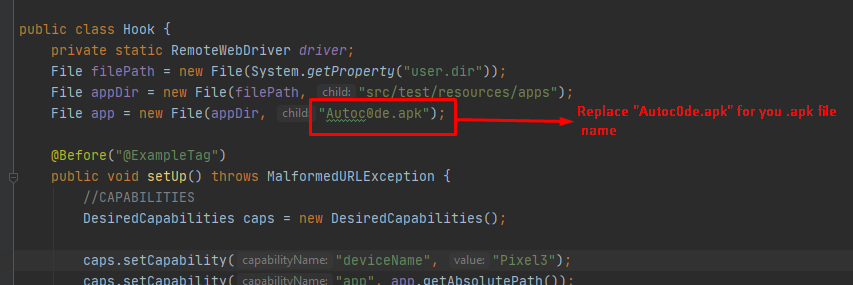 public class Hook {
private static RemoteWebDriver driver;
File filePath = new File(System.getProperty("user.dir"));
File appDir = new File(filePath, child: "src/test/resources/apps");
File app = new File(appDir, child: "Autoc0de.apk");
Replace "Autoc0de.apk" for you .apk file
name
@Before("@ExampleTag")
public void setUp() throws MalformedURLException {
//CAPABILITIES
DesiredCapabilities caps = new DesiredCapabilities();
caps.setCapability( capabilityName: "deviceName", value: "Pixel3");
caps.setCapability( capabilityName: "app", app.getAbsolutePath());